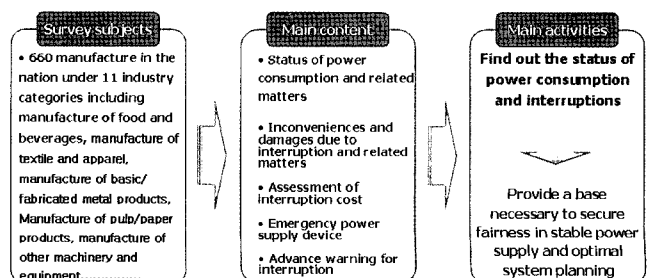 Survey subjects
• 660 manufacture in the
nation under 11 industry
categories including
manufacture of food and
beverages, manufacture of
textile and apparel,
manufacture of basic/
fabricated metal products,
Manufacture of pulp/paper
products, manufacture of
other machinery and
equipment..........
Main content
• Status of power
consumption and related
matters
• Inconveniences and
damages due to
interruption and related
matters
• Assessment of
interruption cost
• Emergency power
supply device
• Advance warning for
interruption
Main activities
Find out the status of
power consumption
and interruptions
Provide a base
necessary to secure
fairness in stable power
supply and optimal
system planning